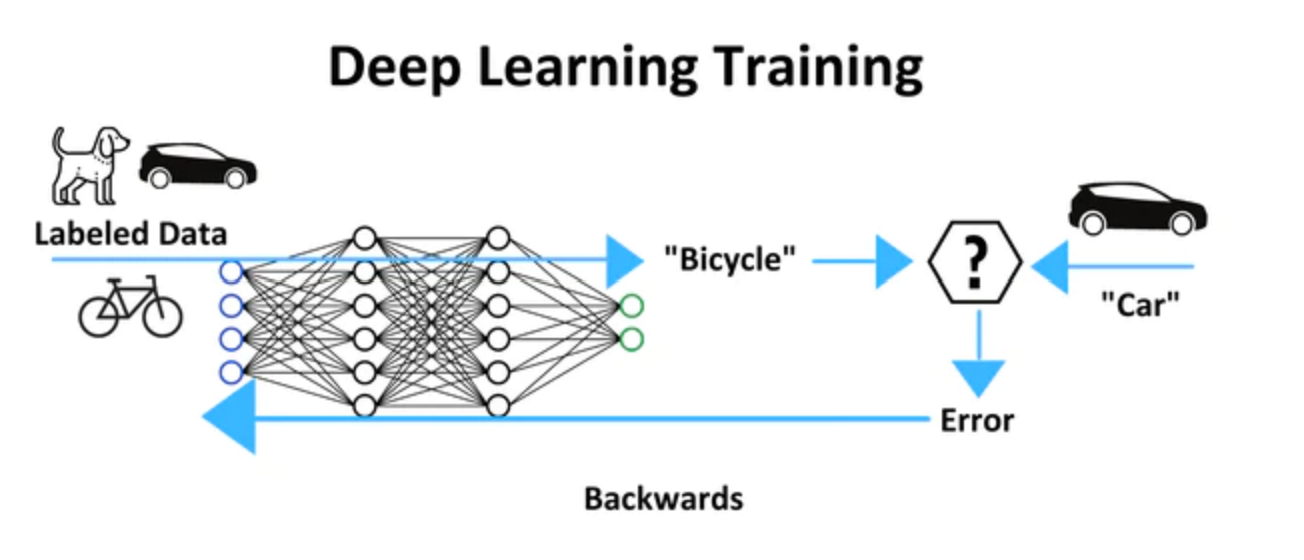 Deep Learning Training
Labeled Data
"Bicycle"
?
"Car"
Error
Backwards